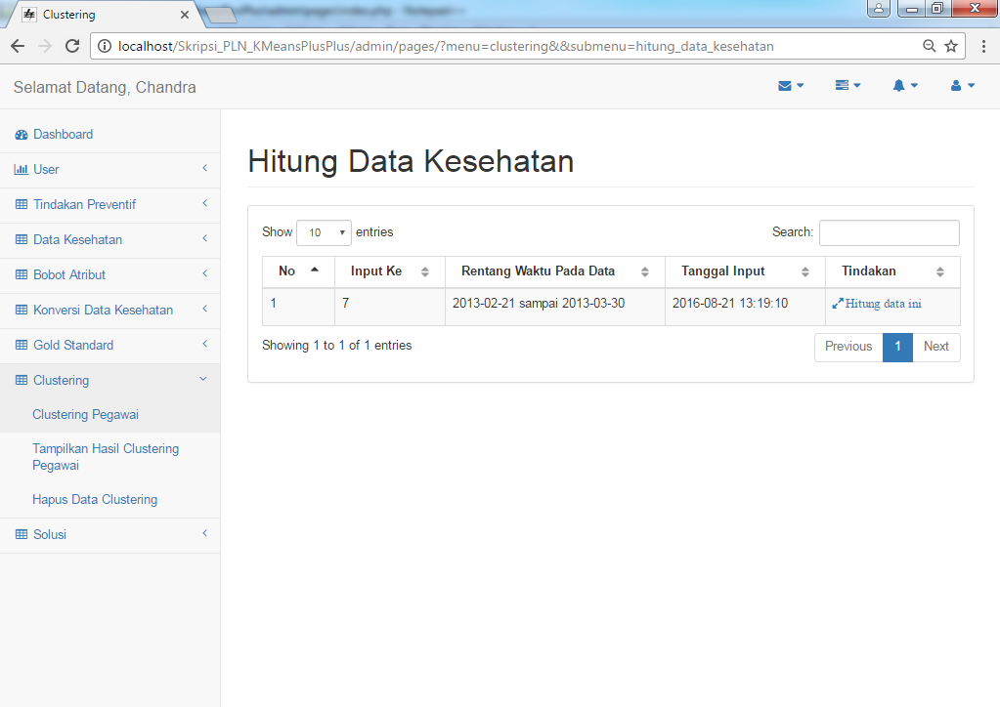 Clustering
localhost/Skripsi_PLN_KMeansPlusPlus/admin/pages/?menu=clustering&&submenu=hitung_data_kesehatan
Selamat Datang, Chandra
Dashboard
User
Tindakan Preventif
Data Kesehatan
Bobot Atribut
Konversi Data Kesehatan
Gold Standard
Clustering
Clustering Pegawai
Tampilkan Hasil Clustering
Pegawai
Hapus Data Clustering
Solusi
Hitung Data Kesehatan
Show 10 entries
Search:
No Input Ke Rentang Waktu Pada Data Tanggal Input Tindakan
1 7 2013-02-21 sampai 2013-03-30 2016-08-21 13:19:10 Hitung data ini
Showing 1 to 1 of 1 entries
Previous 1 Next